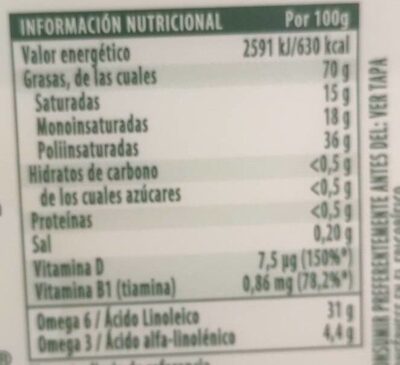 INFORMACIÓN NUTRICIONAL Por 100g
Valor energético 2591 kJ/630 kcal
Grasas, de las cuales 70 g
Saturadas 15 g
Monoinsaturadas 18 g
Poliinsaturadas 36 g
Hidratos de carbono <0,5 g
de los cuales azúcares <0,5 g
Proteínas <0,5 g
Sal 0,20 g
Vitamina D 7,5 µg (150%*)
Vitamina B1 (tiamina) 0,86 mg (78,2%*)
Omega 6 / Ácido Linoleico 31 g
Omega 3 / Ácido alfa-linolénico 4,4 g
de referencia
®
CONSUMIR PREFERENTEMENTE ANTES DEL: VER TAPA